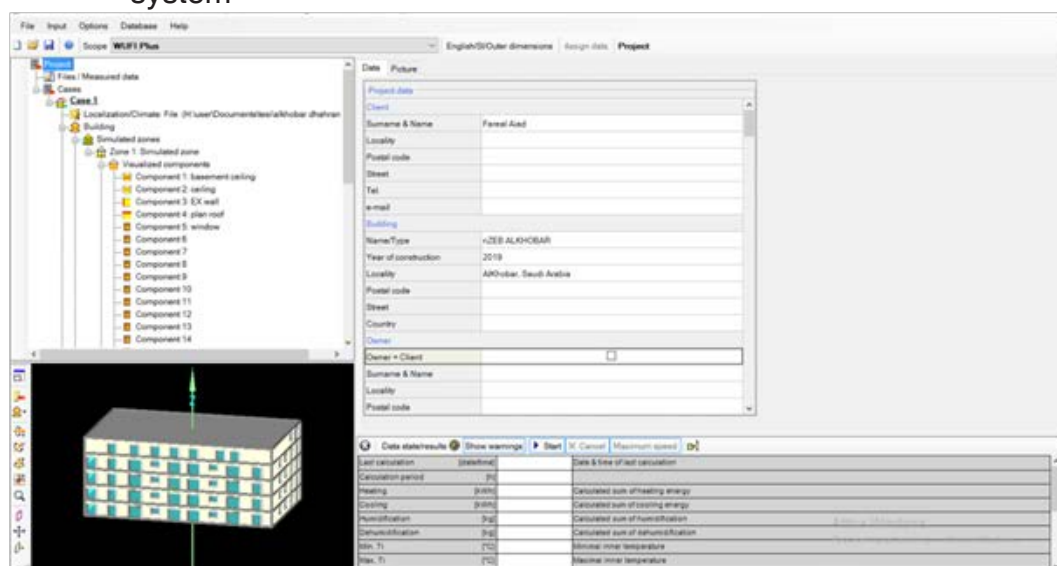 system
File Input Options Database Help
Scope WUFI Plus English/SI/Outer dimensions Assign data Project
Project
Files / Measured data
Cases
Case 1
Localization/Climate File (H:\user\Documents\tesi\alkhobar dhahran
Building
Simulated zones
Zone 1: Simulated zone
Visualized components
Component 1: basement ceiling
Component 2: ceiling
Component 3: EX wall
Component 4: plan roof
Component 5: window
Component 6
Component 7
Component 8
Component 9
Component 10
Component 11
Component 12
Component 13
Component 14
Data Picture
Project data
Client
Surname & Name Fareal Aiad
Locality
Postal code
Street
Tel.
e-mail
Building
Name/Type nZEB ALKHOBAR
Year of construction 2019
Locality AlKhobar, Saudi Arabia
Postal code
Street
Country
Owner
Owner = Client
Surname & Name
Locality
Postal code
Data state/results Show warnings Start Cancel Maximum speed
Last calculation [date/time] Date & time of last calculation
Calculation period [h]
Heating [kWh] Calculated sum of heating energy
Cooling [kWh] Calculated sum of cooling energy
Humidification [kg] Calculated sum of humidification
Dehumidification [kg] Calculated sum of dehumidification
Min. Ti [°C] Minimal inner temperature
Max. Ti [°C] Maximal inner temperature